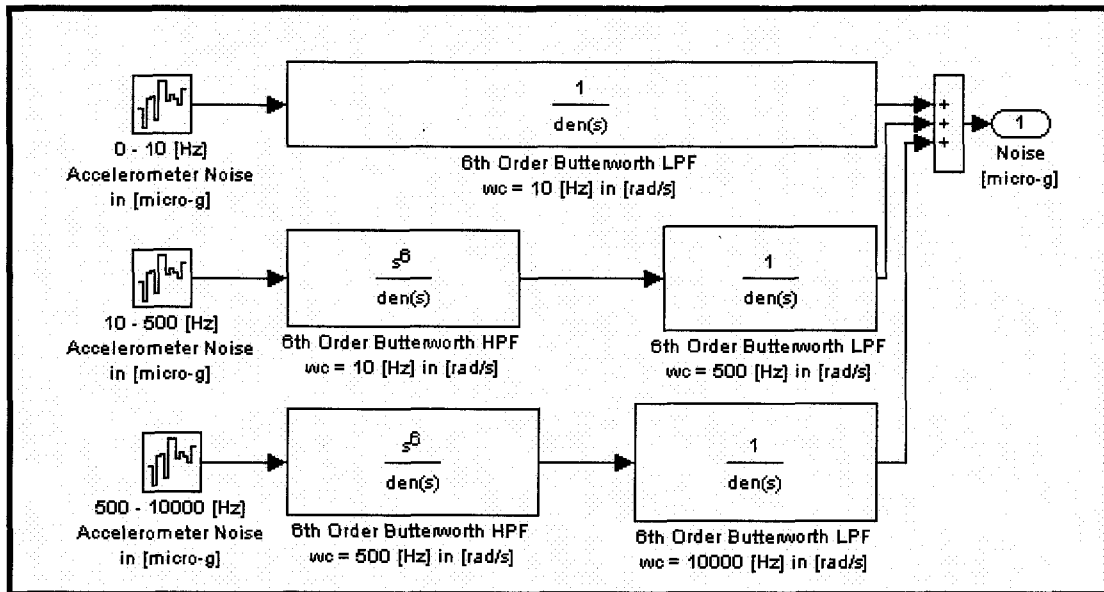 0 - 10 [Hz]
Accelerometer Noise
in [micro-g]
1
den(s)
6th Order Butterworth LPF
wc = 10 [Hz] in [rad/s]
+
+
+
1
Noise
[micro-g]
10 - 500 [Hz]
Accelerometer Noise
in [micro-g]
s^6
den(s)
6th Order Butterworth HPF
wc = 10 [Hz] in [rad/s]
1
den(s)
6th Order Butterworth LPF
wc = 500 [Hz] in [rad/s]
500 - 10000 [Hz]
Accelerometer Noise
in [micro-g]
s^6
den(s)
6th Order Butterworth HPF
wc = 500 [Hz] in [rad/s]
1
den(s)
6th Order Butterworth LPF
wc = 10000 [Hz] in [rad/s]